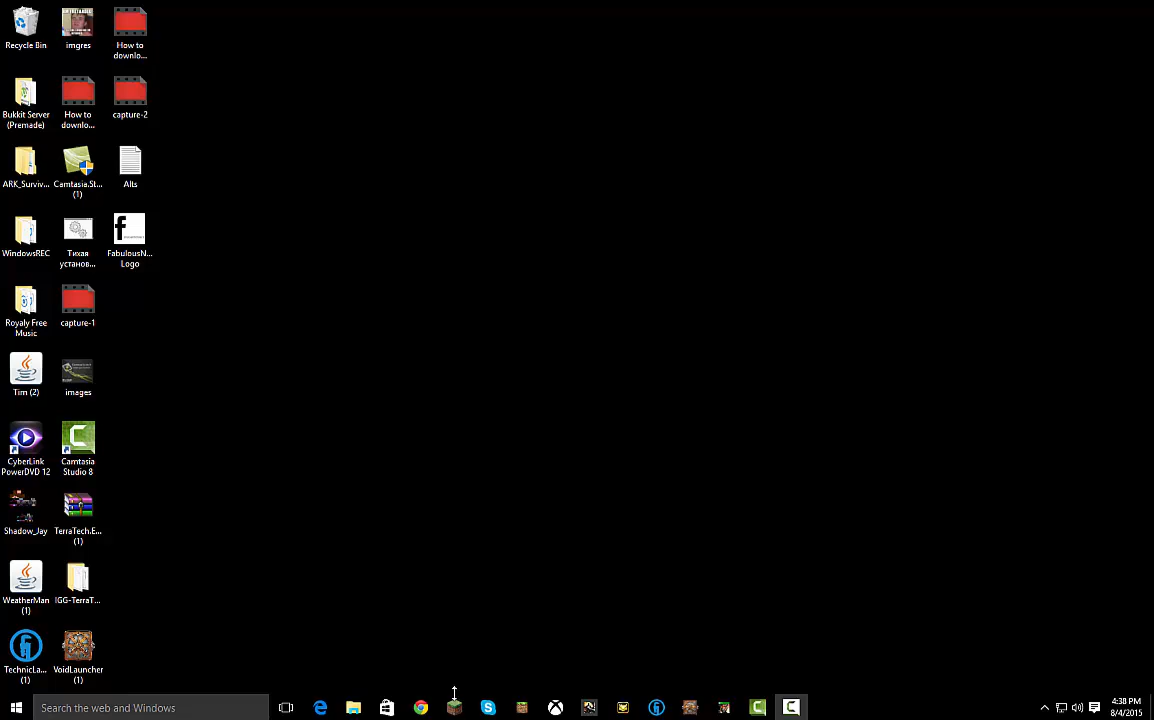 Recycle Bin
imgres
How to
downlo...
Bukkit Server
(Premade)
How to
downlo...
capture-2
ARK_Surviv...
Camtasia.St...
(1)
Alts
WindowsREC
Тихая
установ...
FabulousN...
Logo
Royaly Free
Music
capture-1
Tim (2)
images
CyberLink
PowerDVD 12
Camtasia
Studio 8
Shadow_Jay
TerraTech.E...
(1)
WeatherMan
(1)
!GG-TerraT...
TechnicLa...
(1)
VoidLauncher
(1)
Search the web and Windows
4:38 PM
8/4/2015